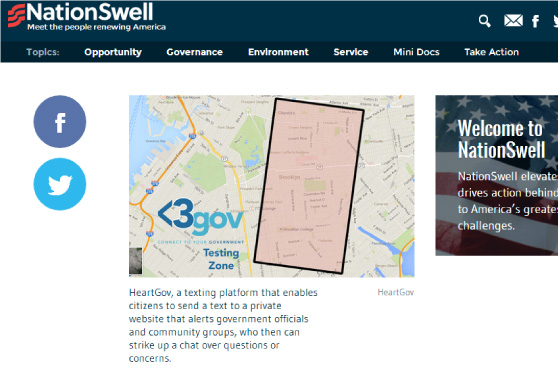 NationSwell
Meet the people renewing America
Topics: Opportunity Governance Environment Service Mini Docs Take Action
<3gov
CONNECT TO YOUR GOVERNMENT
Testing
Zone
Brooklyn
HeartGov, a texting platform that enables
citizens to send a text to a private
website that alerts government officials
and community groups, who then can
strike up a chat over questions or
concerns.
HeartGov
Welcome to
NationSwell
NationSwell elevate
drives action behind
to America's greates
challenges.